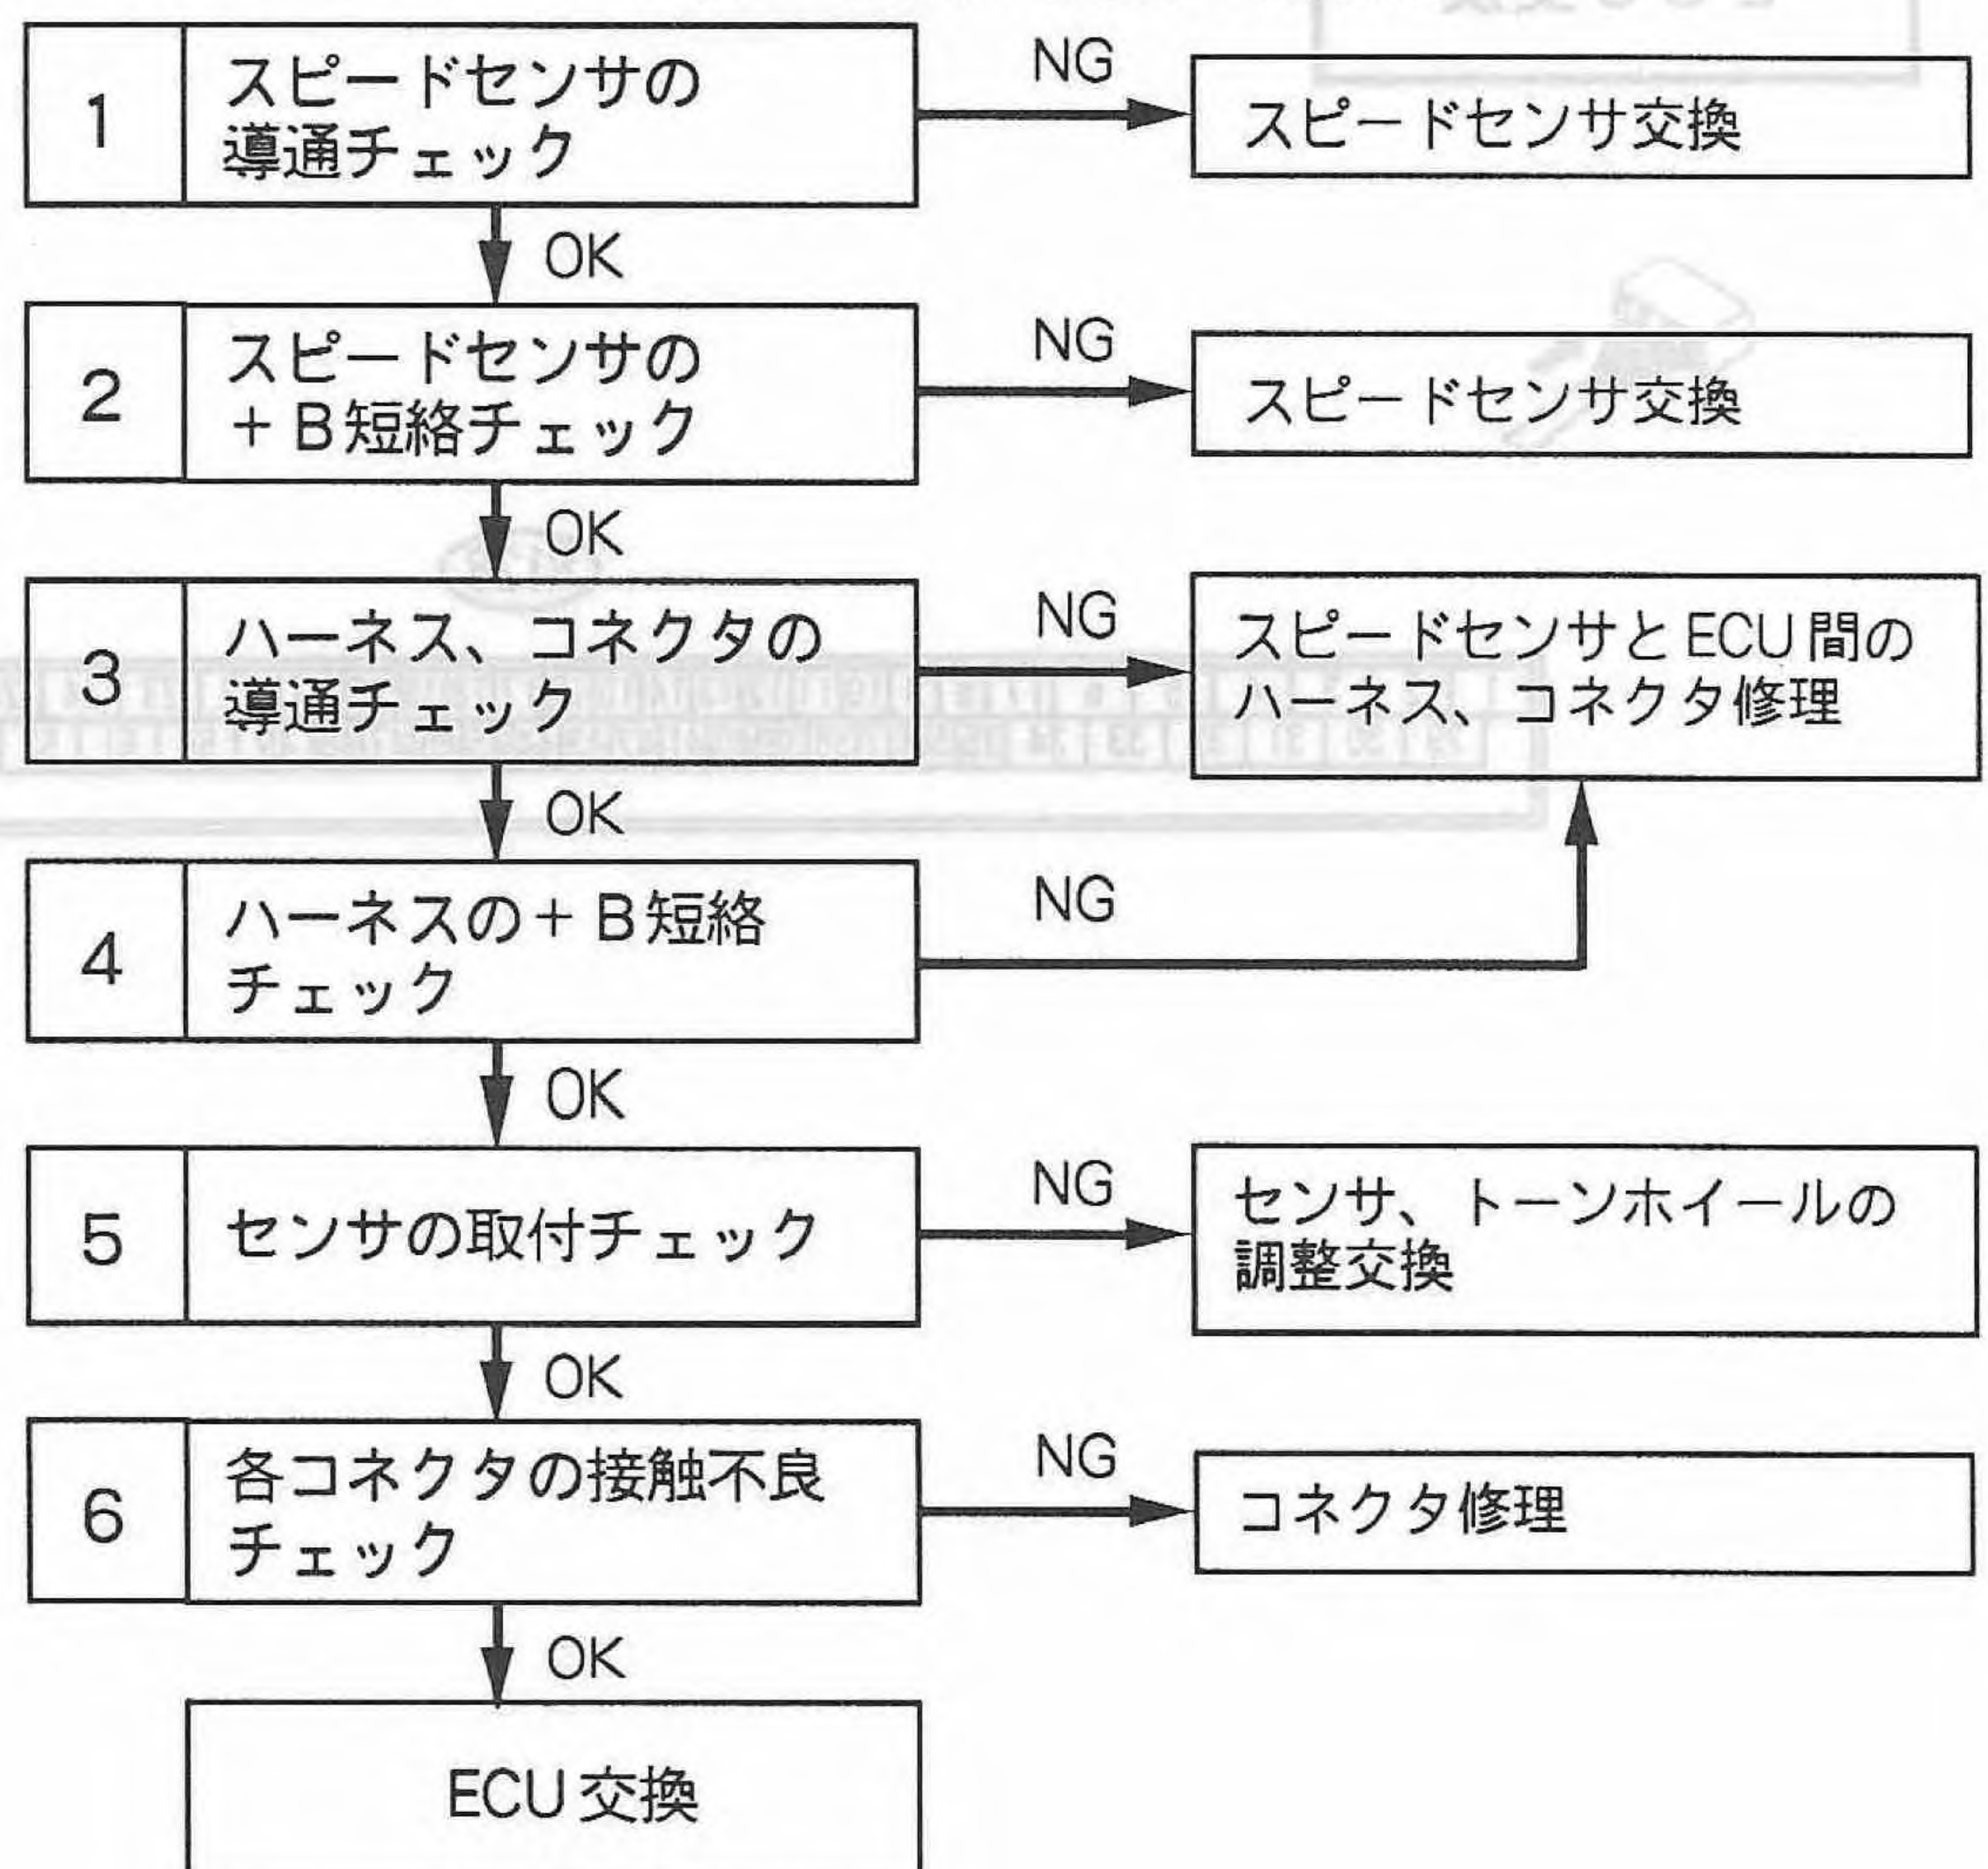 1
スピードセンサの
導通チェック
NG
スピードセンサ交換
OK
2
スピードセンサの
+B短絡チェック
NG
スピードセンサ交換
OK
3
ハーネス、コネクタの
導通チェック
NG
スピードセンサとECU間の
ハーネス、コネクタ修理
OK
4
ハーネスの+B短絡
チェック
NG
OK
5
センサの取付チェック
NG
センサ、トーンホイールの
調整交換
OK
6
各コネクタの接触不良
チェック
NG
コネクタ修理
OK
ECU交換